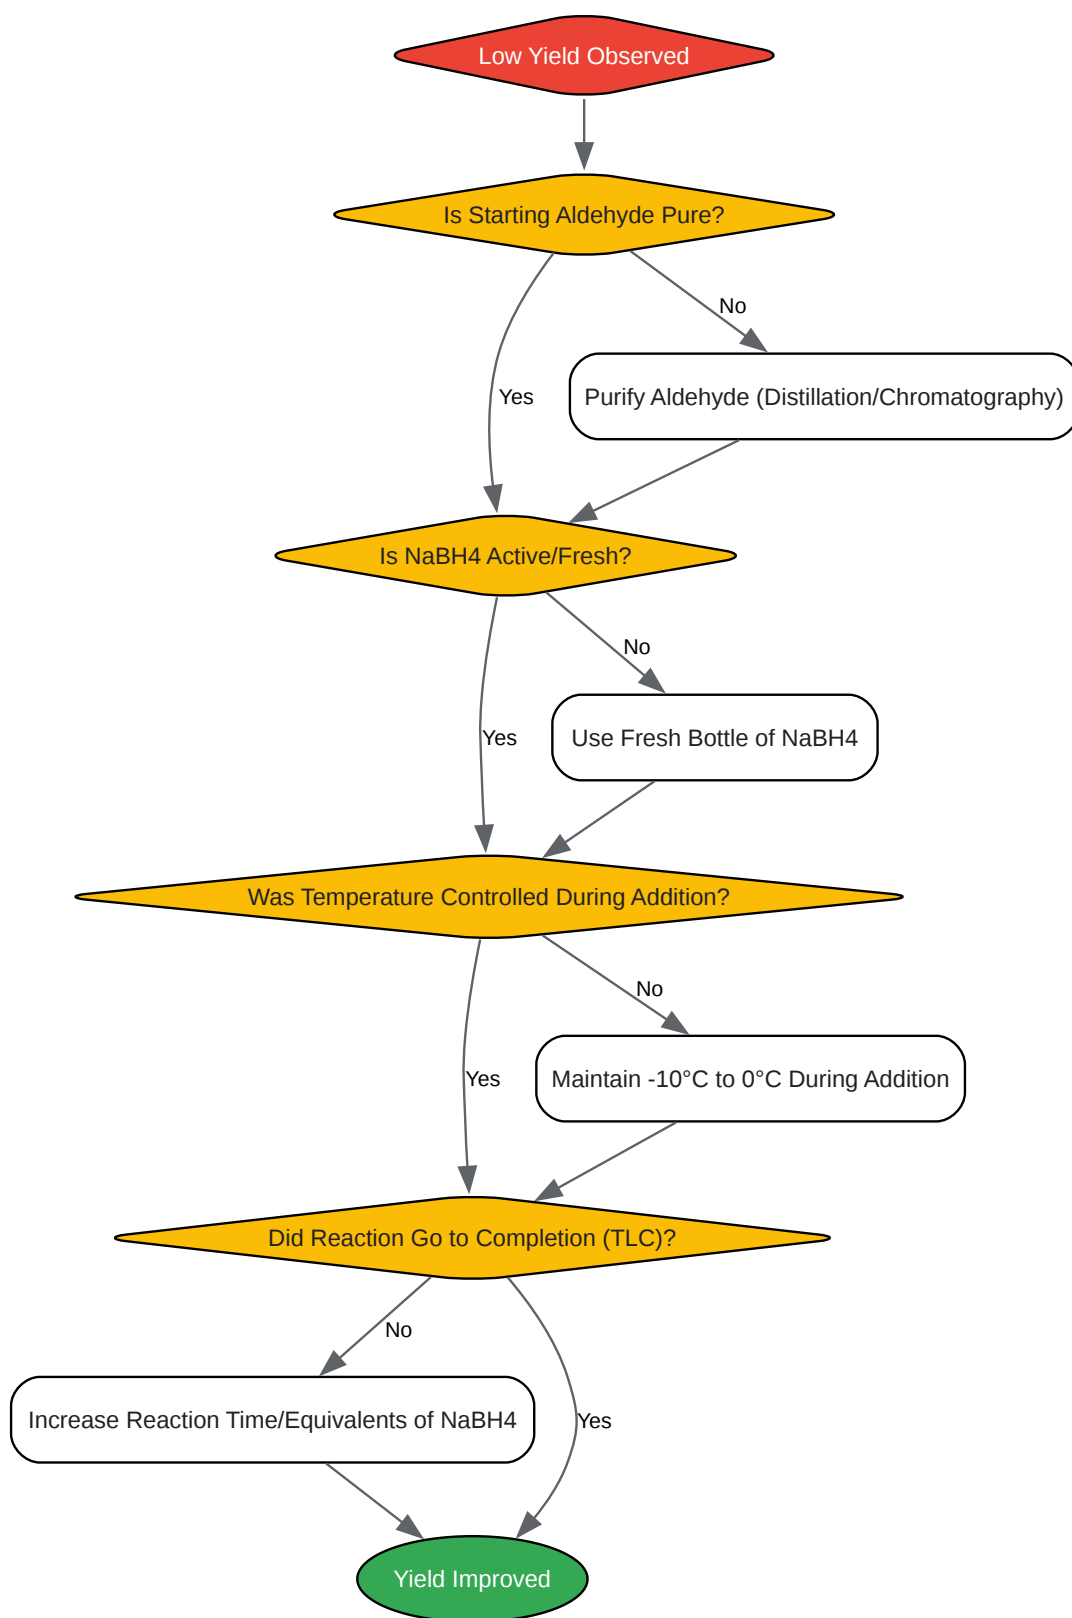 Low Yield Observed
Is Starting Aldehyde Pure?
No
Yes
Purify Aldehyde (Distillation/Chromatography)
Is NaBH4 Active/Fresh?
No
Yes
Use Fresh Bottle of NaBH4
Was Temperature Controlled During Addition?
No
Yes
Maintain -10°C to 0°C During Addition
Did Reaction Go to Completion (TLC)?
No
Increase Reaction Time/Equivalents of NaBH4
Yes
Yield Improved